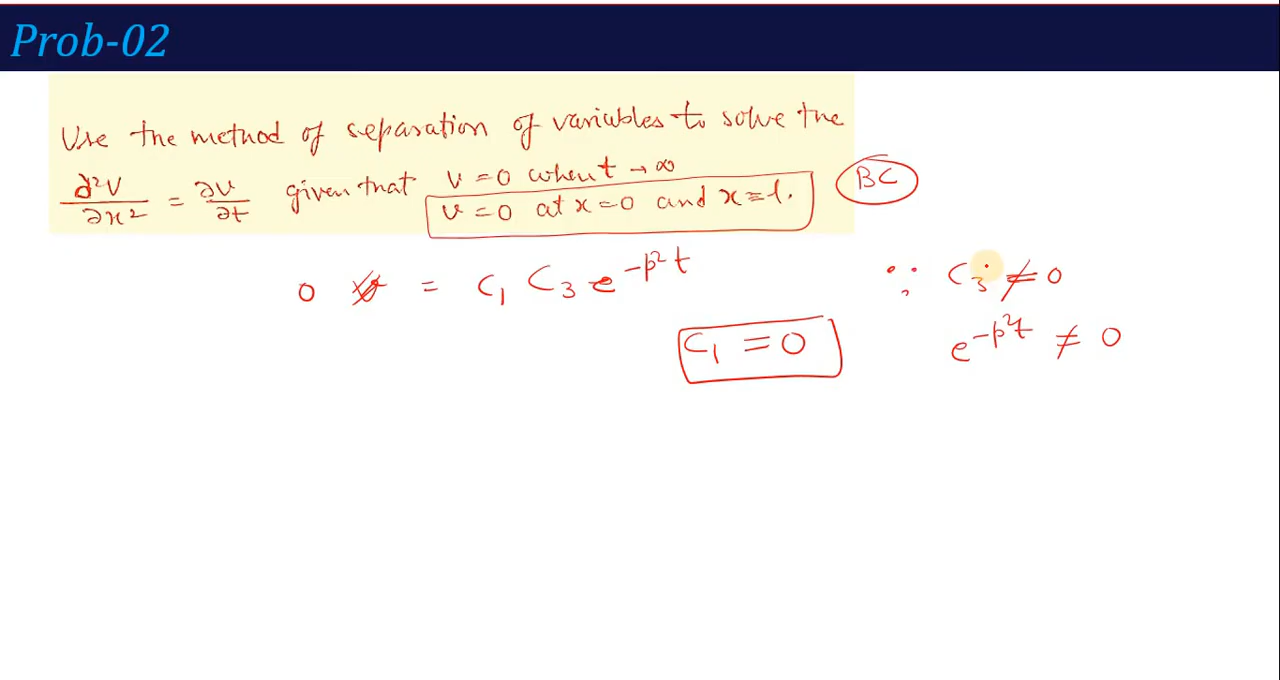 Prob-02
Use the method of separation of variables to solve the
∂²V/∂x² = ∂v/∂t given that v=0 when t→∞
v=0 at x=0 and x=l.
BC
0 = C₁ C₃ e^{-p²t}
∵ C₃ ≠ 0
C₁ = 0
e^{-p²t} ≠ 0